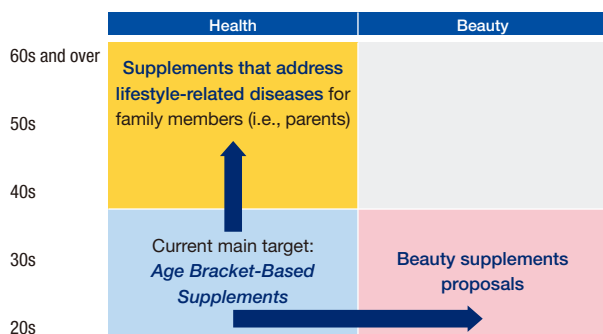 Health
Beauty
60s and over
Supplements that address
lifestyle-related diseases for
family members (i.e., parents)
50s
40s
Current main target:
Age Bracket-Based
Supplements
30s
Beauty supplements
proposals
20s